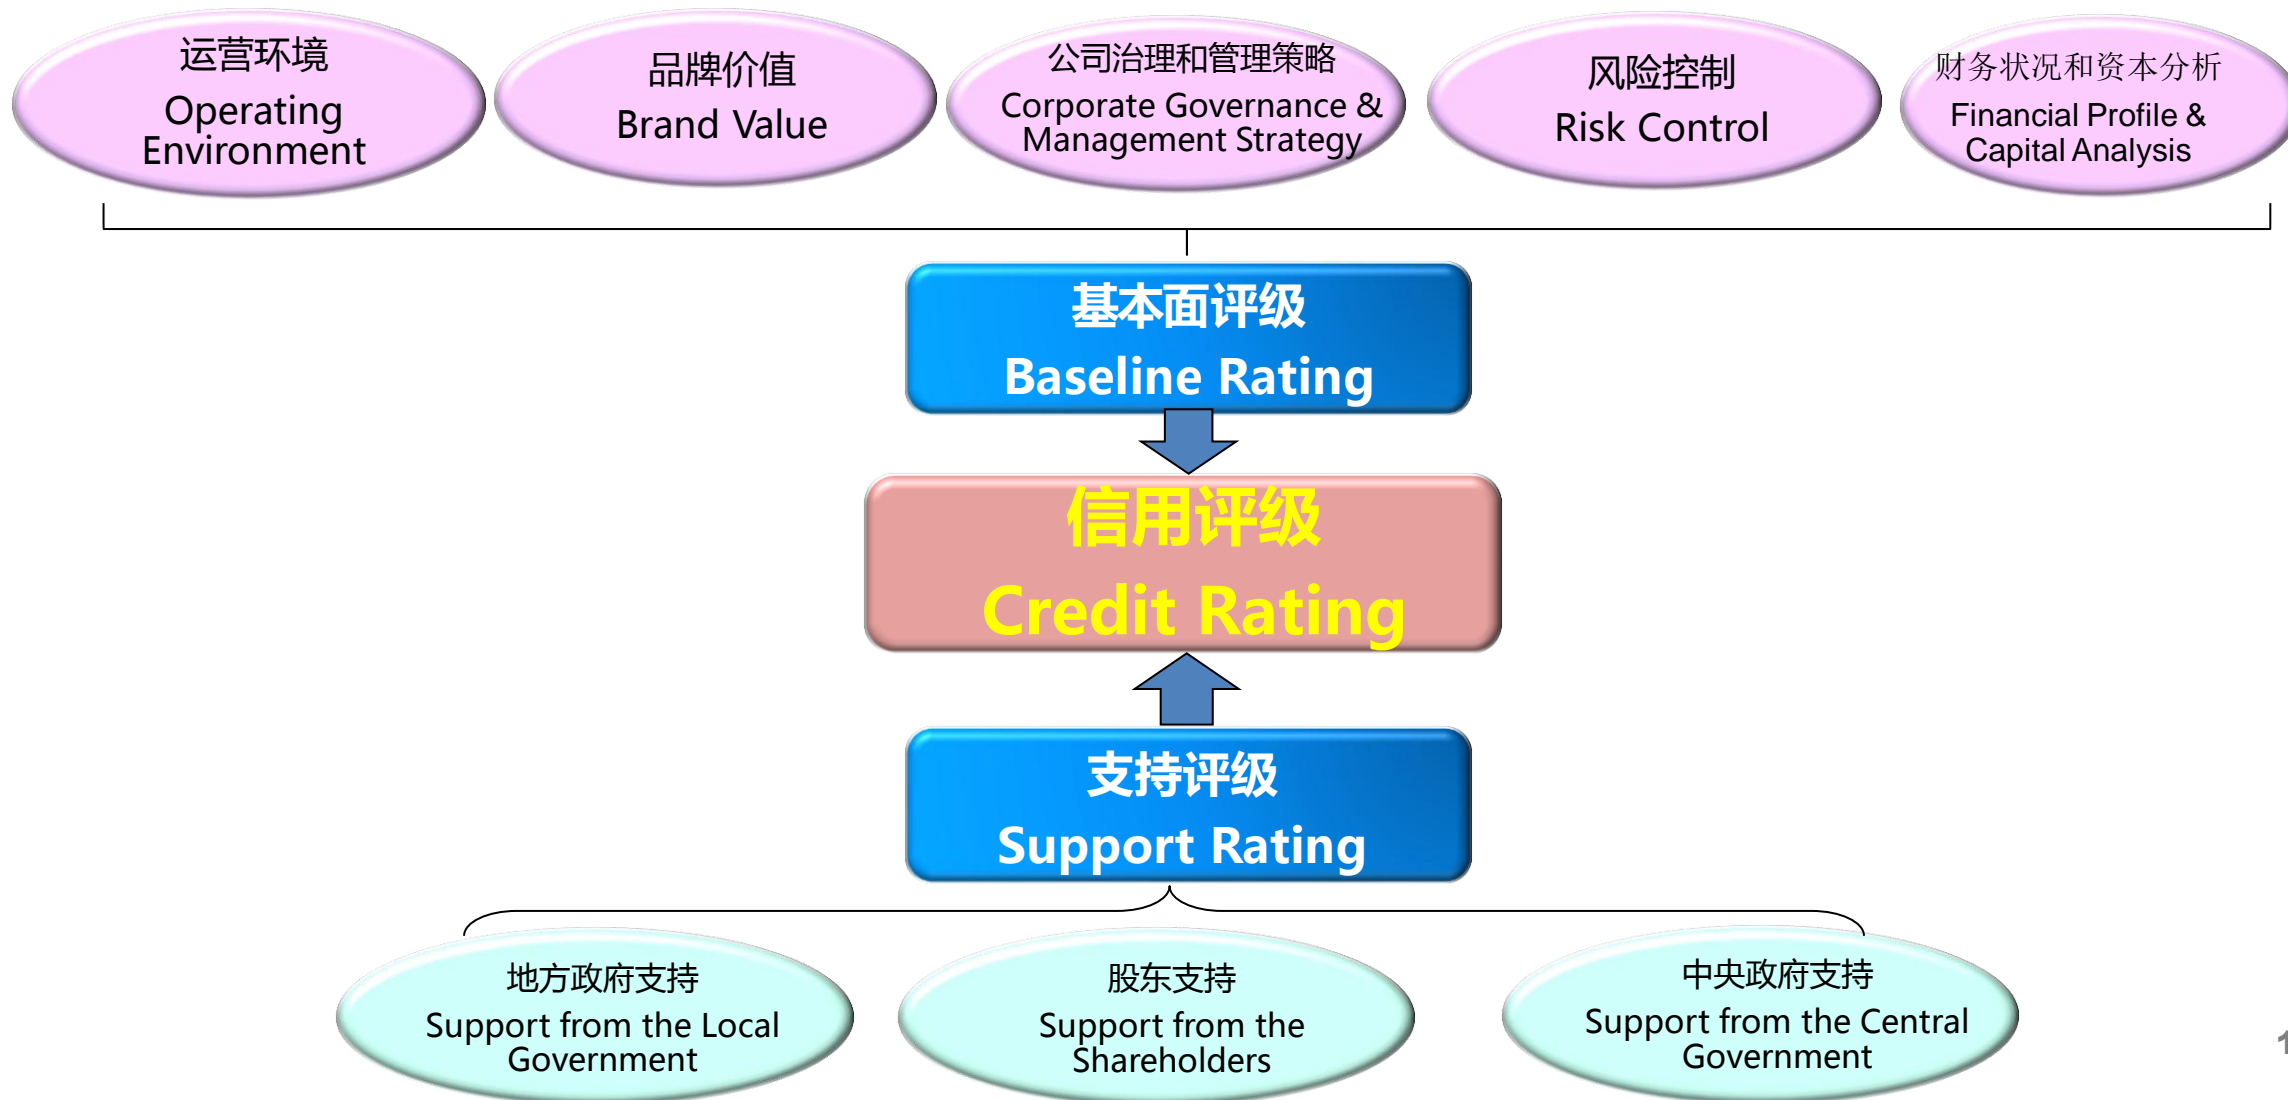 运营环境
Operating
Environment
品牌价值
Brand Value
公司治理和管理策略
Corporate Governance &
Management Strategy
风险控制
Risk Control
财务状况和资本分析
Financial Profile &
Capital Analysis
基本面评级
Baseline Rating
信用评级
Credit Rating
支持评级
Support Rating
地方政府支持
Support from the Local
Government
股东支持
Support from the
Shareholders
中央政府支持
Support from the Central
Government
1